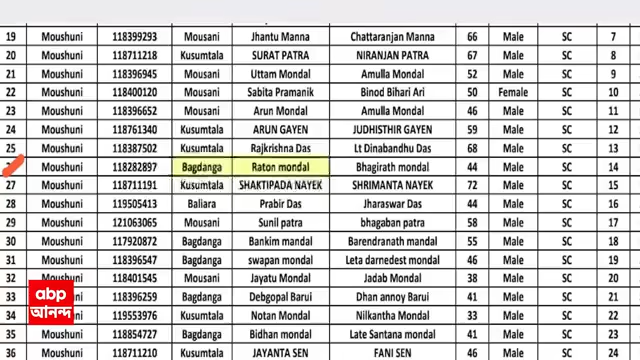 19 Moushuni 118399293 Mousani Jhantu Manna Chattaranjan Manna 66 Male SC 7
20 Moushuni 118711218 Kusumtala SURAT PATRA NIRANJAN PATRA 67 Male SC 8
21 Moushuni 118396945 Mousani Uttam Mondal Amulla Mondal 52 Male SC 9
22 Moushuni 118400120 Mousani Sabita Pramanik Binod Bihari Ari 50 Female SC 10
23 Moushuni 118396652 Mousani Arun Mondal Amulla Mondal 46 Male SC 11
24 Moushuni 118761340 Kusumtala ARUN GAYEN JUDHISTHIR GAYEN 59 Male SC 12
25 Moushuni 118387502 Kusumtala Rajkrishna Das Lt Dinabandhu Das 68 Male SC 13
Moushuni 118282897 Bagdanga Raton mondal Bhagirath mondal 44 Male SC 14
27 Moushuni 118711191 Kusumtala SHAKTIPADA NAYEK SHRIMANTA NAYEK 72 Male SC 15
28 Moushuni 119505413 Baliara Prabir Das Jharaswar Das 34 Male SC 16
29 Moushuni 121063065 Mousani Sunil patra bhagaban patra 58 Male SC 17
30 Moushuni 117920872 Bagdanga Bankim mandal Barendranath mandal 55 Male SC 18
31 Moushuni 118396547 Bagdanga swapan mondal Leta darnedest mondal 46 Male SC 19
32 Moushuni 118401545 Mousani Jayatu Mandal Jadab Mondal 38 Male SC 20
33 Moushuni 118396259 Bagdanga Debgopal Barui Dhan annoy Barui 41 Male SC 21
34 Moushuni 119553976 Kusumtala Notan Mondal Nilkantha Mondal 33 Male SC 22
35 Moushuni 118854727 Bagdanga Bidhan mondal Late Santana mondal 41 Male SC 23
36 Moushuni 118711210 Kusumtala JAYANTA SEN FANI SEN 46 Male SC 24
abp
আনন্দ